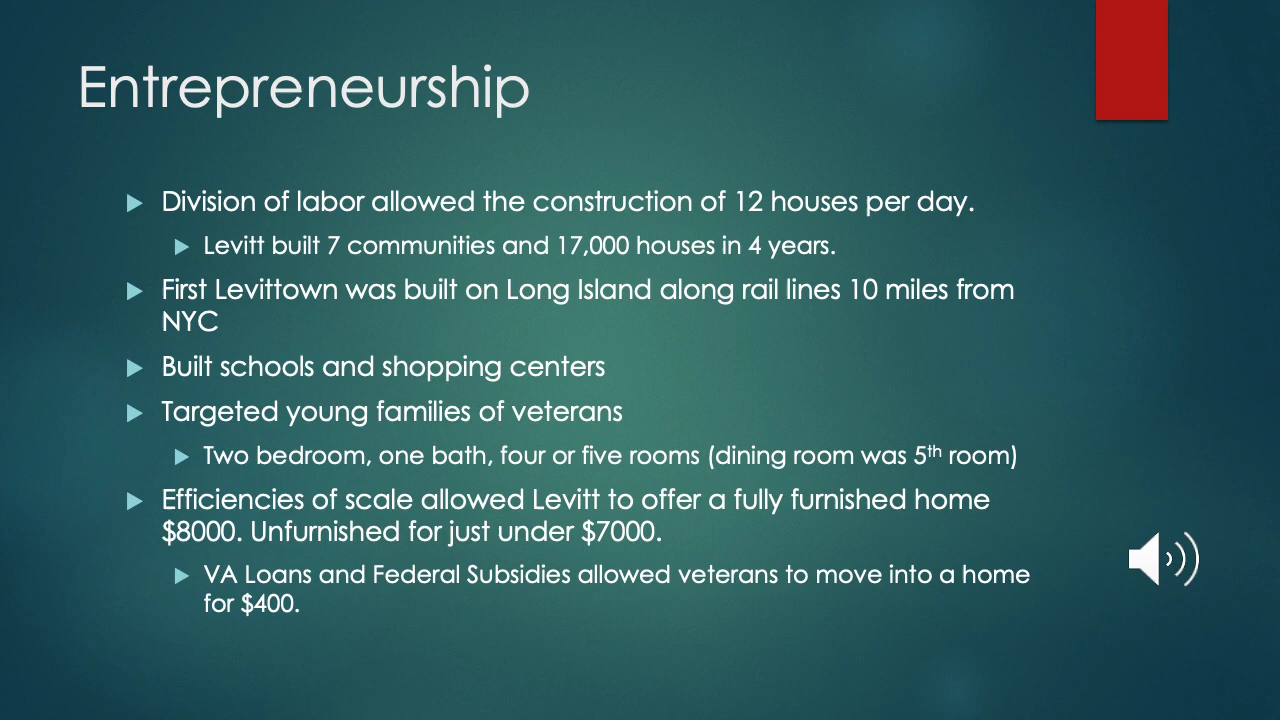 Entrepreneurship
Division of labor allowed the construction of 12 houses per day.
Levitt built 7 communities and 17,000 houses in 4 years.
First Levittown was built on Long Island along rail lines 10 miles from
NYC
Built schools and shopping centers
Targeted young families of veterans
Two bedroom, one bath, four or five rooms (dining room was 5th room)
Efficiencies of scale allowed Levitt to offer a fully furnished home
$8000. Unfurnished for just under $7000.
VA Loans and Federal Subsidies allowed veterans to move into a home
for $400.